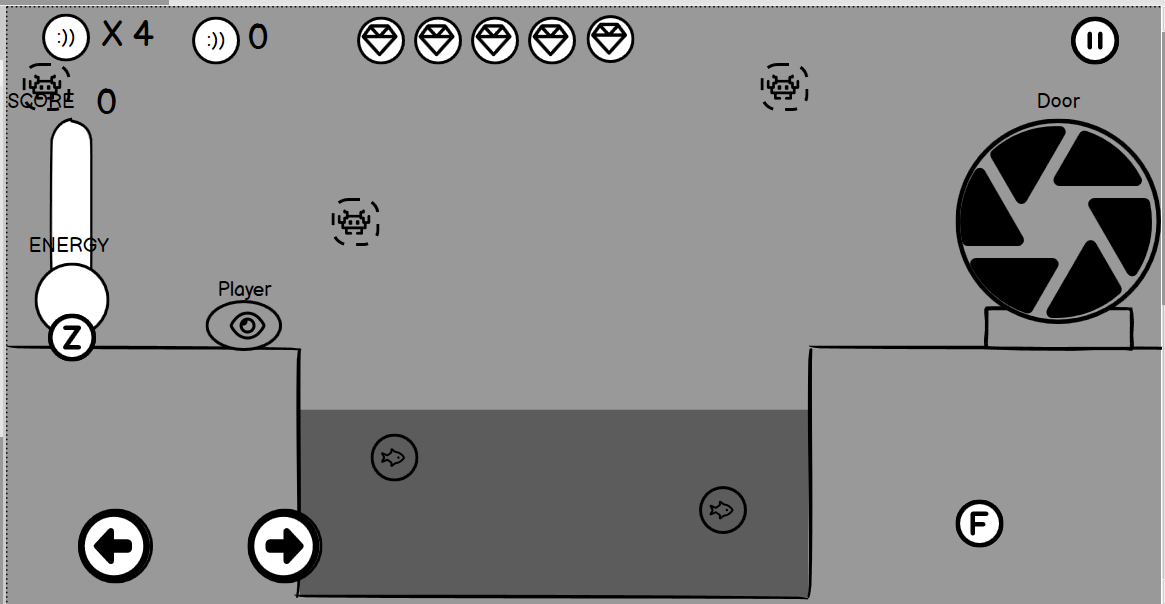 :)) X 4 :)) 0
SCORE 0
Door
ENERGY
Player
Z
F